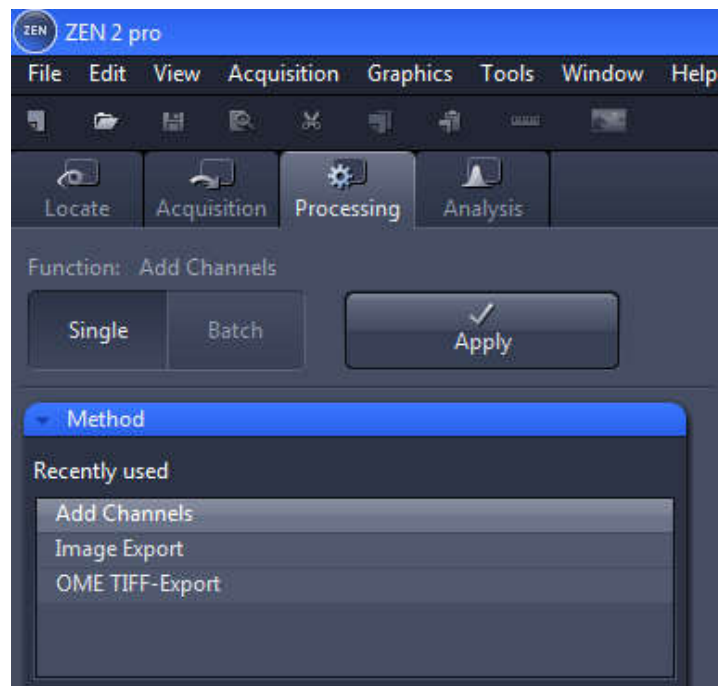 ZEN ZEN 2 pro
File Edit View Acquisition Graphics Tools Window Help
Locate Acquisition Processing Analysis
Function: Add Channels
Single Batch Apply
Method
Recently used
Add Channels
Image Export
OME TIFF-Export